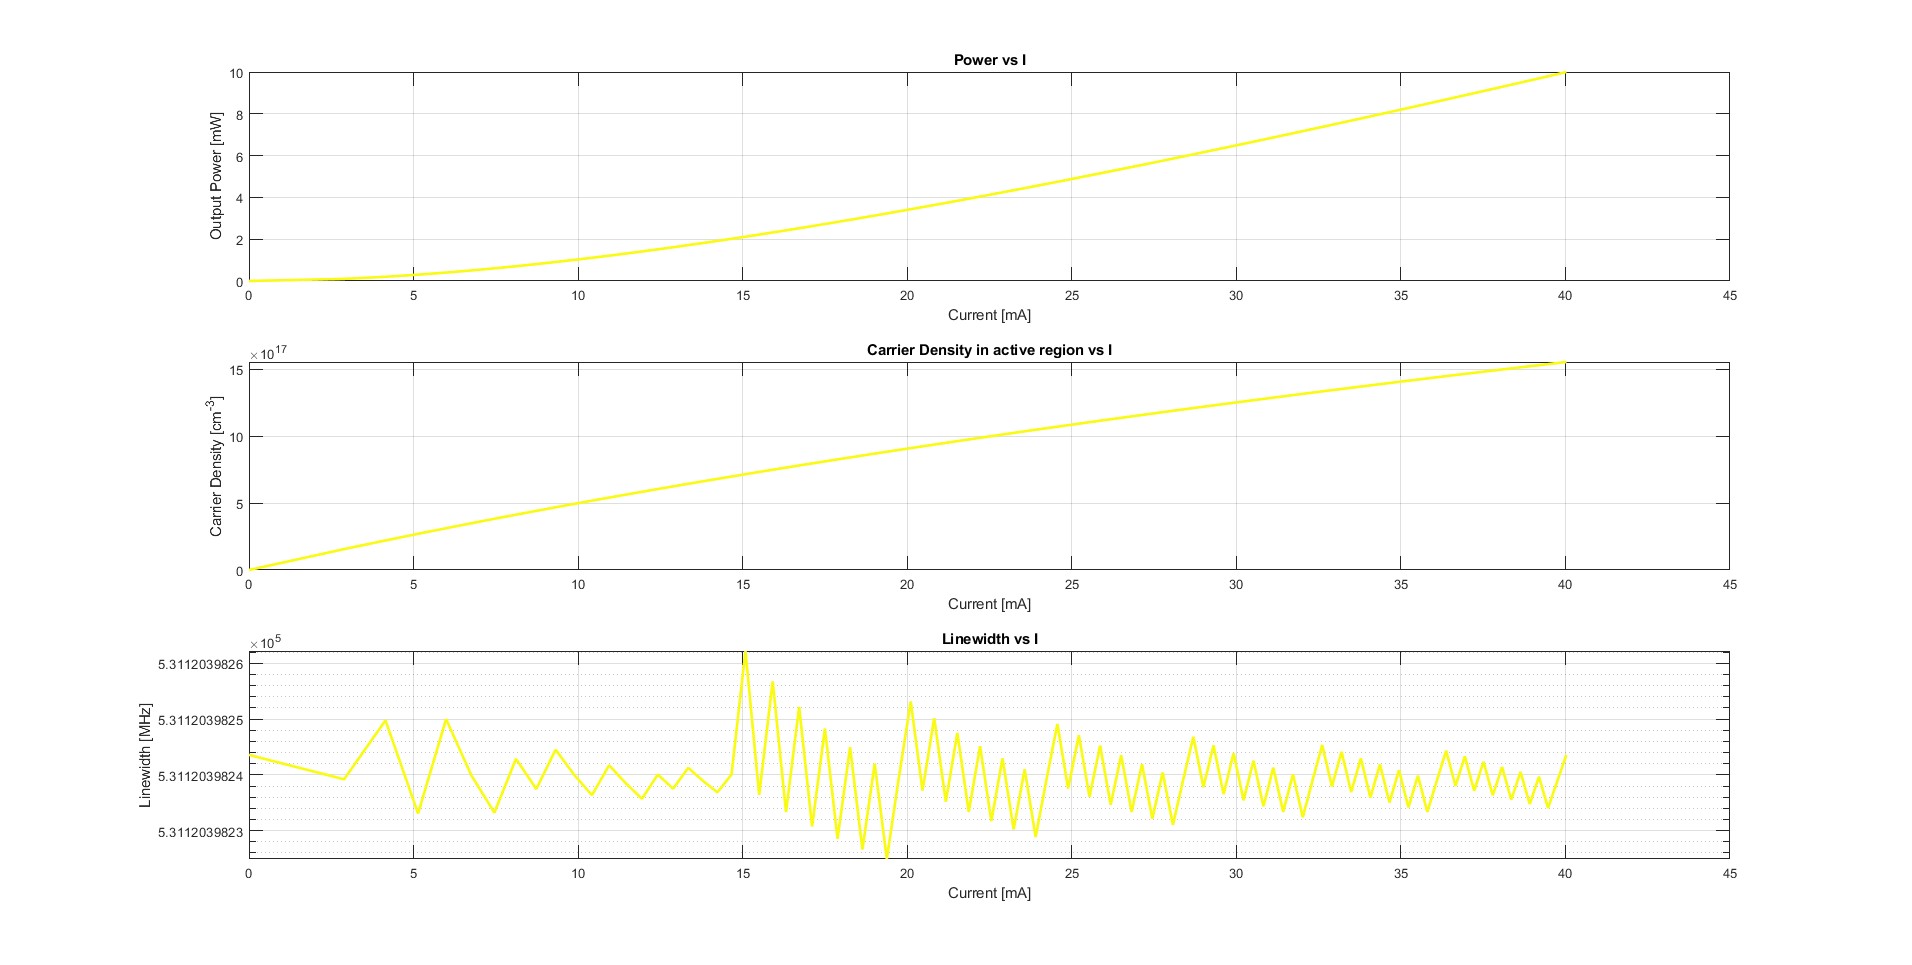 Power vs I
10
8
6
4
2
0
Output Power [mW]
0 5 10 15 20 25 30 35 40 45
Current [mA]
Carrier Density in active region vs I
×10^17
15
10
5
0
Carrier Density [cm^-3]
0 5 10 15 20 25 30 35 40 45
Current [mA]
Linewidth vs I
×10^5
5.3112039826
5.3112039825
5.3112039824
5.3112039823
Linewidth [MHz]
0 5 10 15 20 25 30 35 40 45
Current [mA]